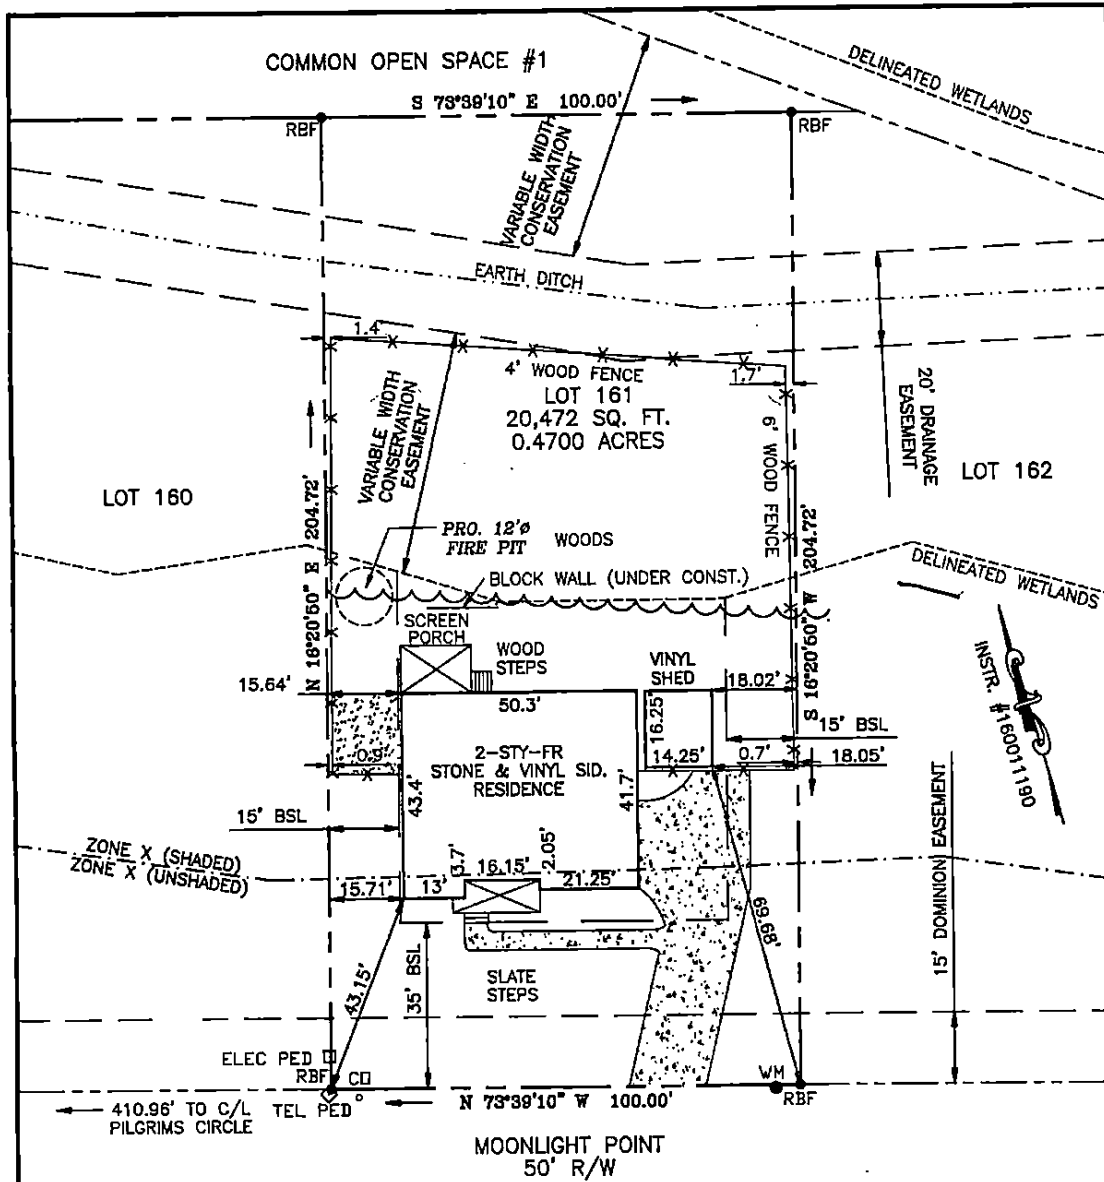 COMMON OPEN SPACE #1
DELINEATED WETLANDS
S 73°39'10" E 100.00'
RBF
RBF
VARIABLE WIDTH
CONSERVATION
EASEMENT
EARTH DITCH
1.4'
4' WOOD FENCE
1.7'
LOT 161
20,472 SQ. FT.
0.4700 ACRES
VARIABLE WIDTH
CONSERVATION
EASEMENT
6' WOOD FENCE
20' DRAINAGE
EASEMENT
LOT 160
LOT 162
N 16°20'50" E 204.72'
S 16°20'50" W 204.72'
PRO. 12'ø
FIRE PIT
WOODS
BLOCK WALL (UNDER CONST.)
DELINEATED WETLANDS
SCREEN
PORCH
WOOD
STEPS
VINYL
SHED
INSTR. #160011190
15.64'
50.3'
16.25'
18.02'
15' BSL
14.25'
0.7'
18.05'
0.9'
2-STY-FR
STONE & VINYL SID.
RESIDENCE
43.4'
41.7'
15' BSL
ZONE X (SHADED)
ZONE X (UNSHADED)
15.71'
13'
3.7'
16.15'
2.05'
21.25'
69.68'
15' DOMINION EASEMENT
43.15'
35' BSL
SLATE
STEPS
ELEC PED
RBF
CO
WM
RBF
TEL PED
N 73°39'10" W 100.00'
410.96' TO C/L
PILGRIMS CIRCLE
MOONLIGHT POINT
50' R/W